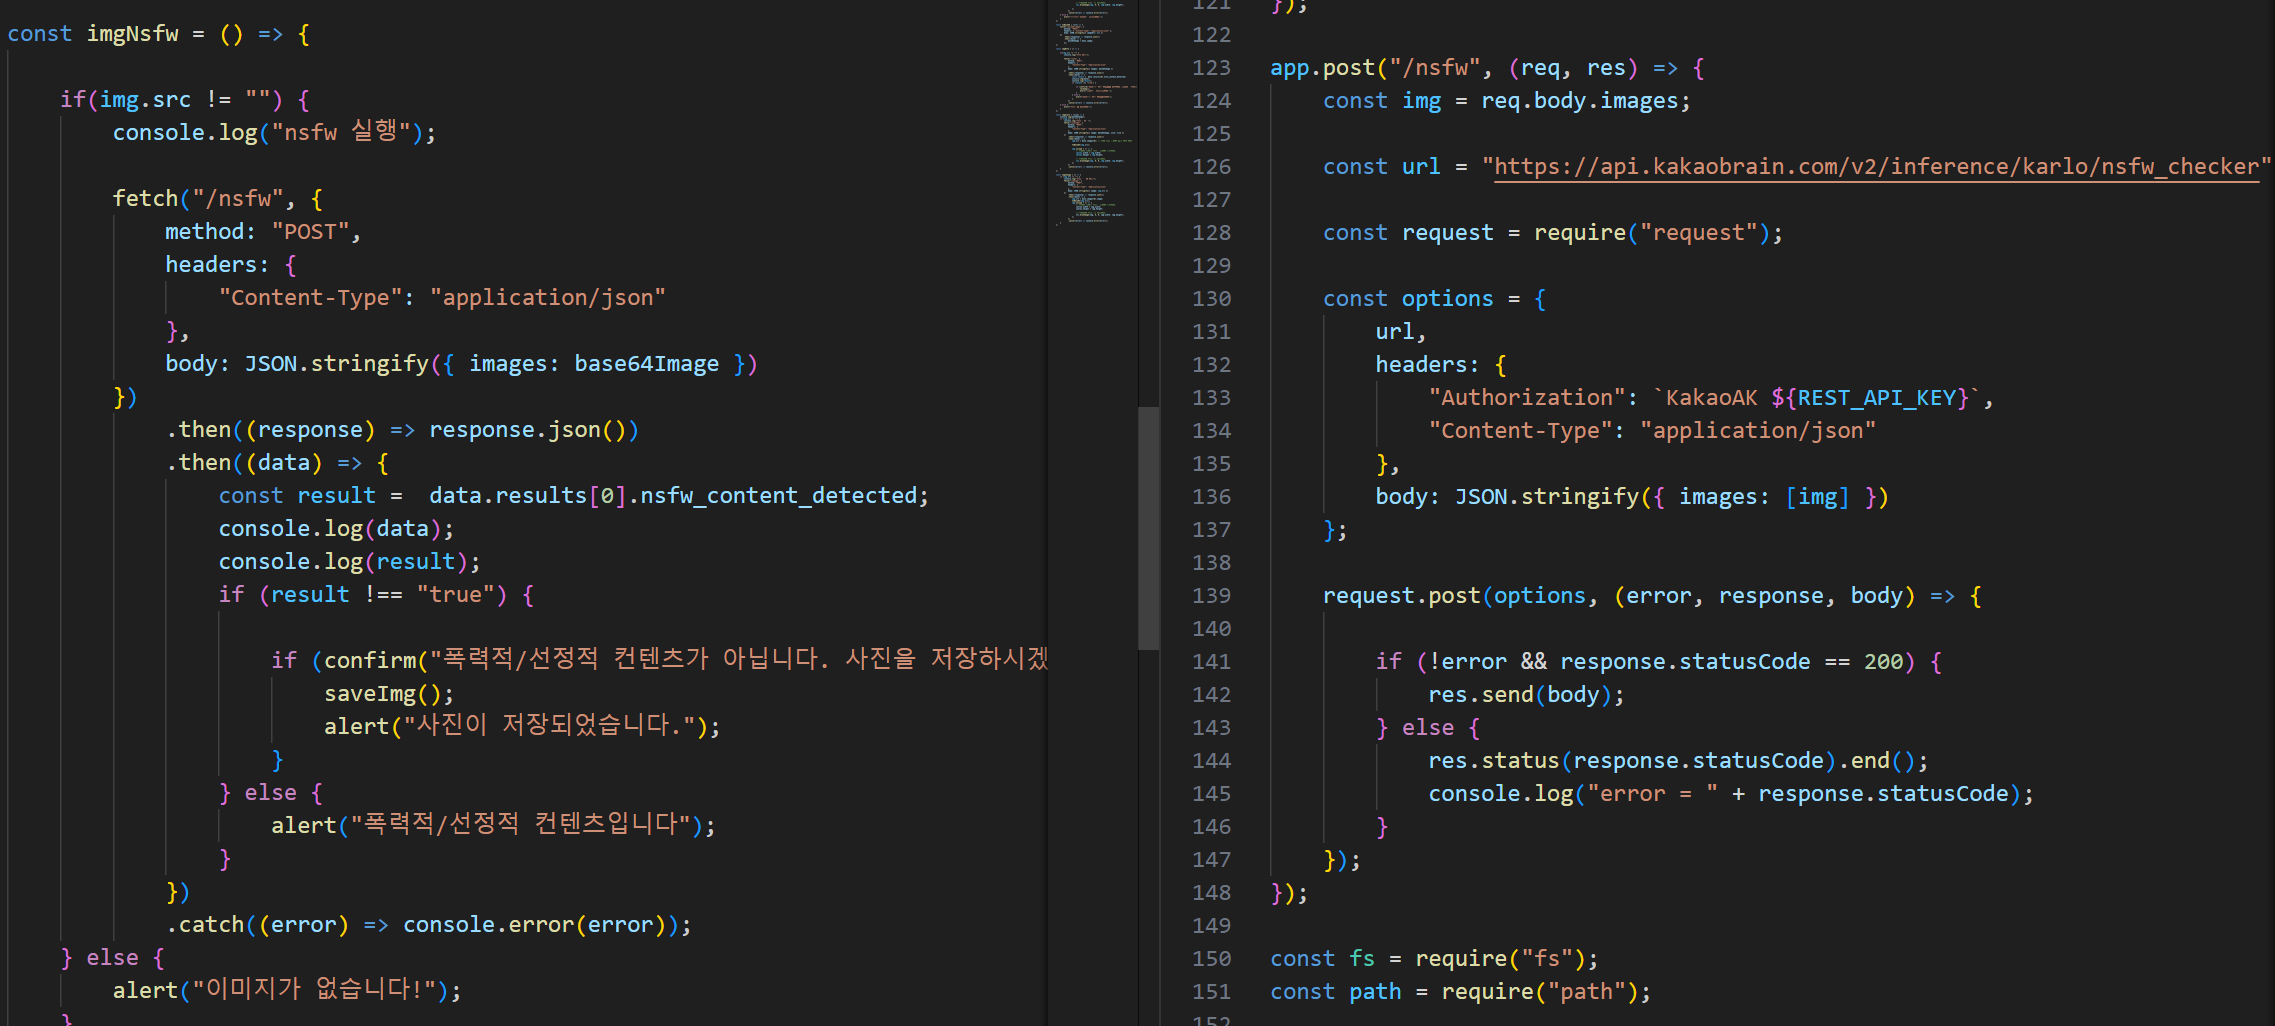 const imgNsfw = () => {
if(img.src != "") {
console.log("nsfw 실행");
fetch("/nsfw", {
method: "POST",
headers: {
"Content-Type": "application/json"
},
body: JSON.stringify({ images: base64Image })
})
.then((response) => response.json())
.then((data) => {
const result =  data.results[0].nsfw_content_detected;
console.log(data);
console.log(result);
if (result !== "true") {
if (confirm("폭력적/선정적 컨텐츠가 아닙니다. 사진을 저장하시겠
saveImg();
alert("사진이 저장되었습니다.");
}
} else {
alert("폭력적/선정적 컨텐츠입니다");
}
})
.catch((error) => console.error(error));
} else {
alert("이미지가 없습니다!");
}
121 });
122
123 app.post("/nsfw", (req, res) => {
124 const img = req.body.images;
125
126 const url = "https://api.kakaobrain.com/v2/inference/karlo/nsfw_checker"
127
128 const request = require("request");
129
130 const options = {
131 url,
132 headers: {
133 "Authorization": `KakaoAK ${REST_API_KEY}`,
134 "Content-Type": "application/json"
135 },
136 body: JSON.stringify({ images: [img] })
137 };
138
139 request.post(options, (error, response, body) => {
140
141 if (!error && response.statusCode == 200) {
142 res.send(body);
143 } else {
144 res.status(response.statusCode).end();
145 console.log("error = " + response.statusCode);
146 }
147 });
148 });
149
150 const fs = require("fs");
151 const path = require("path");
152